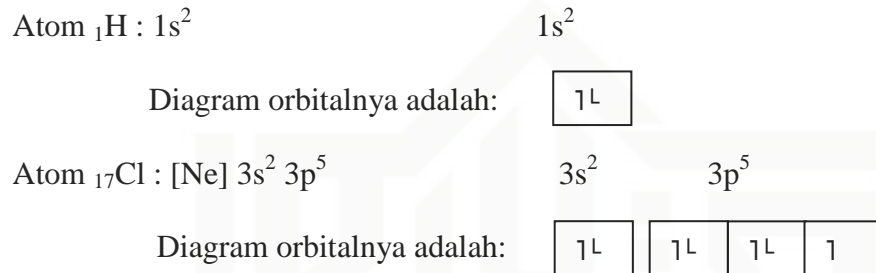 Atom ₁H : 1s² 1s²
Diagram orbitalnya adalah: ↿⇂
Atom ₁₇Cl : [Ne] 3s² 3p⁵ 3s² 3p⁵
Diagram orbitalnya adalah: ↿⇂ ↿⇂ ↿⇂ ↿